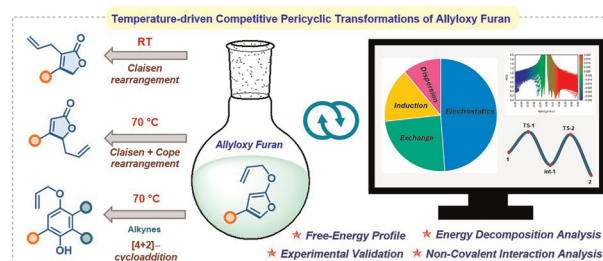 Temperature-driven Competitive Pericyclic Transformations of Allyloxy Furan
RT
Claisen
rearrangement
70 °C
Claisen + Cope
rearrangement
70 °C
Alkynes
[4+2]–
cycloaddition
O
O
O
O
O
OH
Allyloxy Furan
O
O
Dispersion
Induction
Electrostatics
Exchange
TS-1
TS-2
1
int-1
2
Free-Energy Profile
Energy Decomposition Analysis
Experimental Validation
Non-Covalent Interaction Analysis